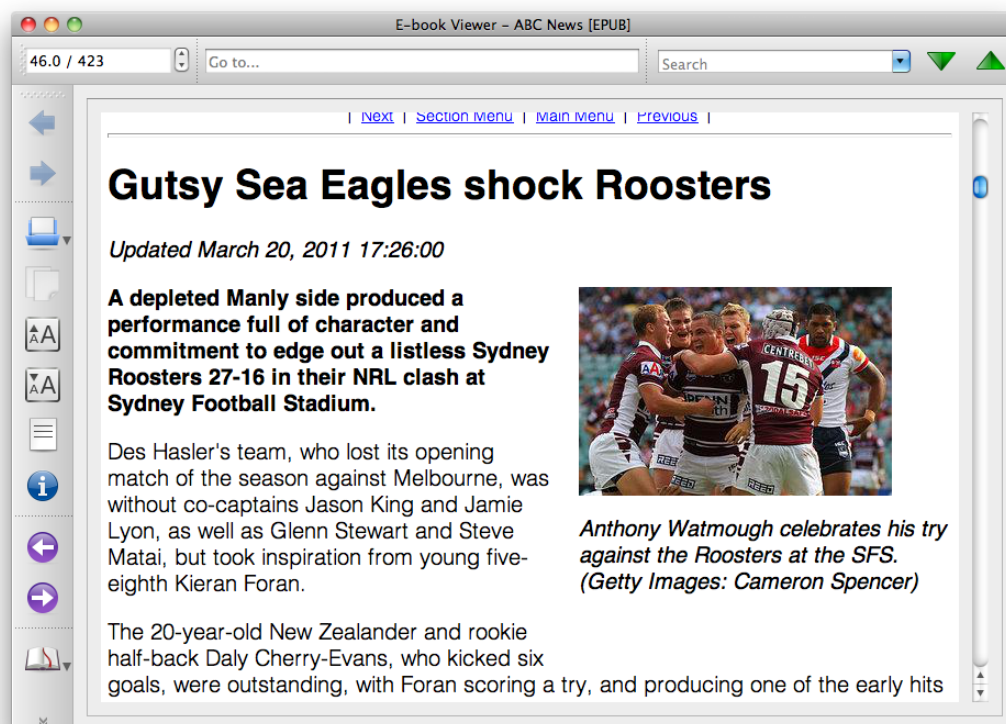 E-book Viewer – ABC News [EPUB]
46.0 / 423
Go to...
Search
| Next | Section Menu | Main Menu | Previous |
Gutsy Sea Eagles shock Roosters
Updated March 20, 2011 17:26:00
A depleted Manly side produced a
performance full of character and
commitment to edge out a listless Sydney
Roosters 27-16 in their NRL clash at
Sydney Football Stadium.
CENTREBET
15
Anthony Watmough celebrates his try
against the Roosters at the SFS.
(Getty Images: Cameron Spencer)
Des Hasler's team, who lost its opening
match of the season against Melbourne, was
without co-captains Jason King and Jamie
Lyon, as well as Glenn Stewart and Steve
Matai, but took inspiration from young five-
eighth Kieran Foran.
The 20-year-old New Zealander and rookie
half-back Daly Cherry-Evans, who kicked six
goals, were outstanding, with Foran scoring a try, and producing one of the early hits